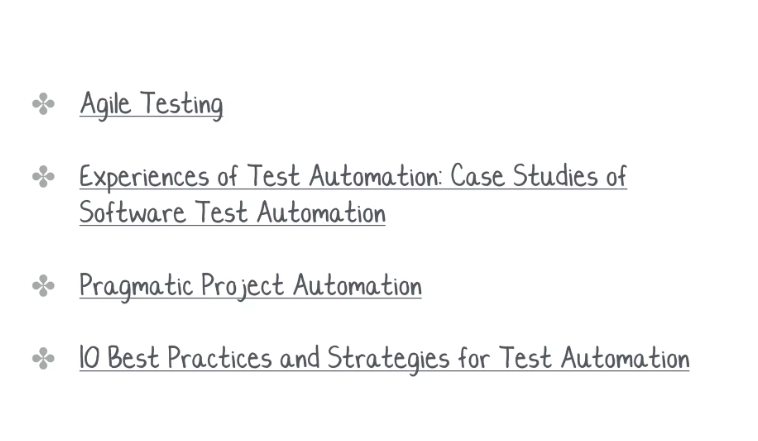 Agile Testing
Experiences of Test Automation: Case Studies of
Software Test Automation
Pragmatic Project Automation
10 Best Practices and Strategies for Test Automation